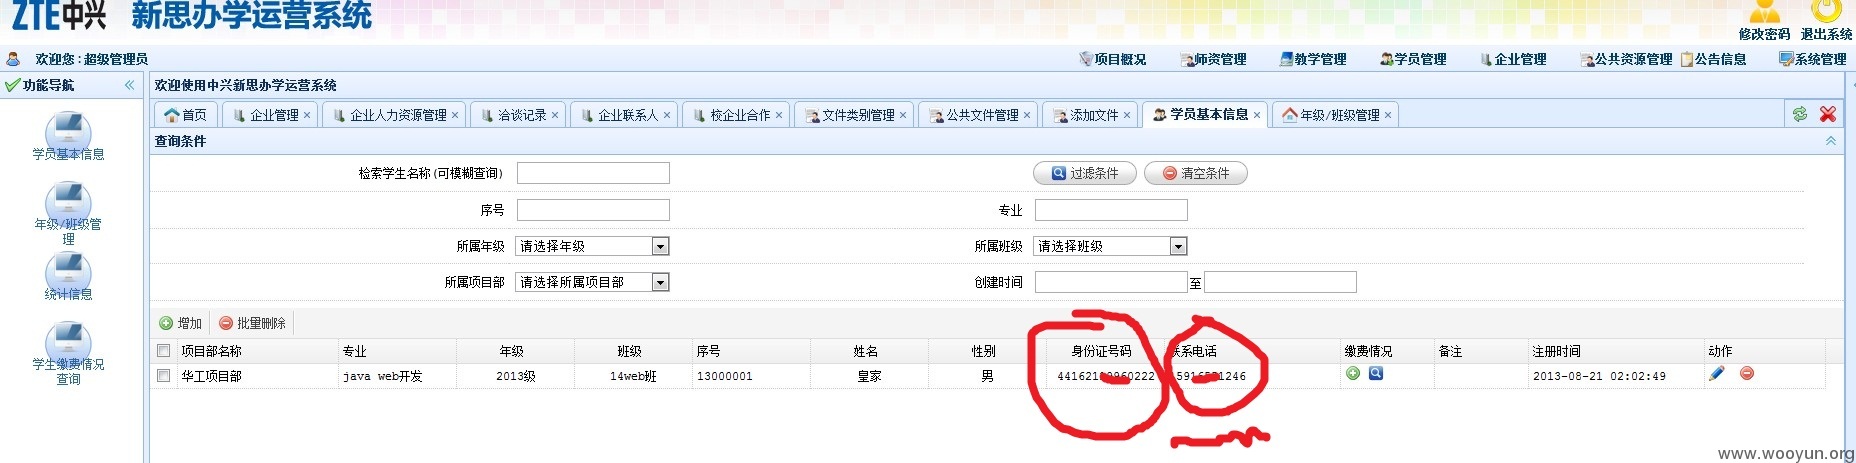 ZTE中兴 新思办学运营系统
修改密码 退出系统
欢迎您：超级管理员 项目概况 师资管理 教学管理 学员管理 企业管理 公共资源管理 公告信息 系统管理
功能导航 欢迎使用中兴新思办学运营系统
首页 企业管理 企业人力资源管理 洽谈记录 企业联系人 校企业合作 文件类别管理 公共文件管理 添加文件 学员基本信息 年级/班级管理
查询条件
学员基本信息
年级/班级管
理
统计信息
学生缴费情况
查询
检索学生名称(可模糊查询) 过滤条件 清空条件
序号 专业
所属年级 请选择年级 所属班级 请选择班级
所属项目部 请选择所属项目部 创建时间 至
增加 批量删除
项目部名称 专业 年级 班级 序号 姓名 性别 身份证号码 联系电话 缴费情况 备注 注册时间 动作
华工项目部 java web开发 2013级 14web班 13000001 皇家 男 2013-08-21 02:02:49
www.wooyun.org